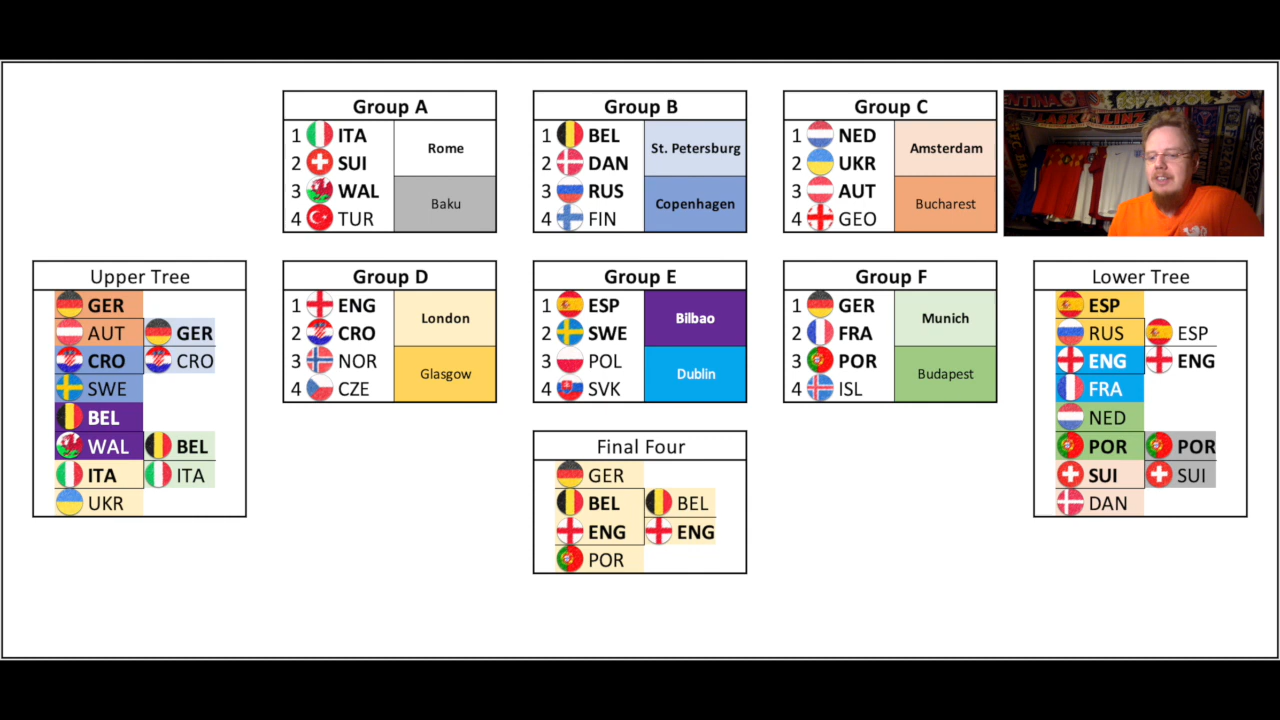 Group A
1 ITA
2 SUI
3 WAL
4 TUR
Rome
Baku
Group B
1 BEL
2 DAN
3 RUS
4 FIN
St. Petersburg
Copenhagen
Group C
1 NED
2 UKR
3 AUT
4 GEO
Amsterdam
Bucharest
ESPANYOL
LASK LINZ
Upper Tree
GER
AUT
CRO
SWE
BEL
WAL
ITA
UKR
GER
CRO
BEL
ITA
Group D
1 ENG
2 CRO
3 NOR
4 CZE
London
Glasgow
Group E
1 ESP
2 SWE
3 POL
4 SVK
Bilbao
Dublin
Group F
1 GER
2 FRA
3 POR
4 ISL
Munich
Budapest
Lower Tree
ESP
RUS
ENG
FRA
NED
POR
SUI
DAN
ESP
ENG
POR
SUI
Final Four
GER
BEL
ENG
POR
BEL
ENG